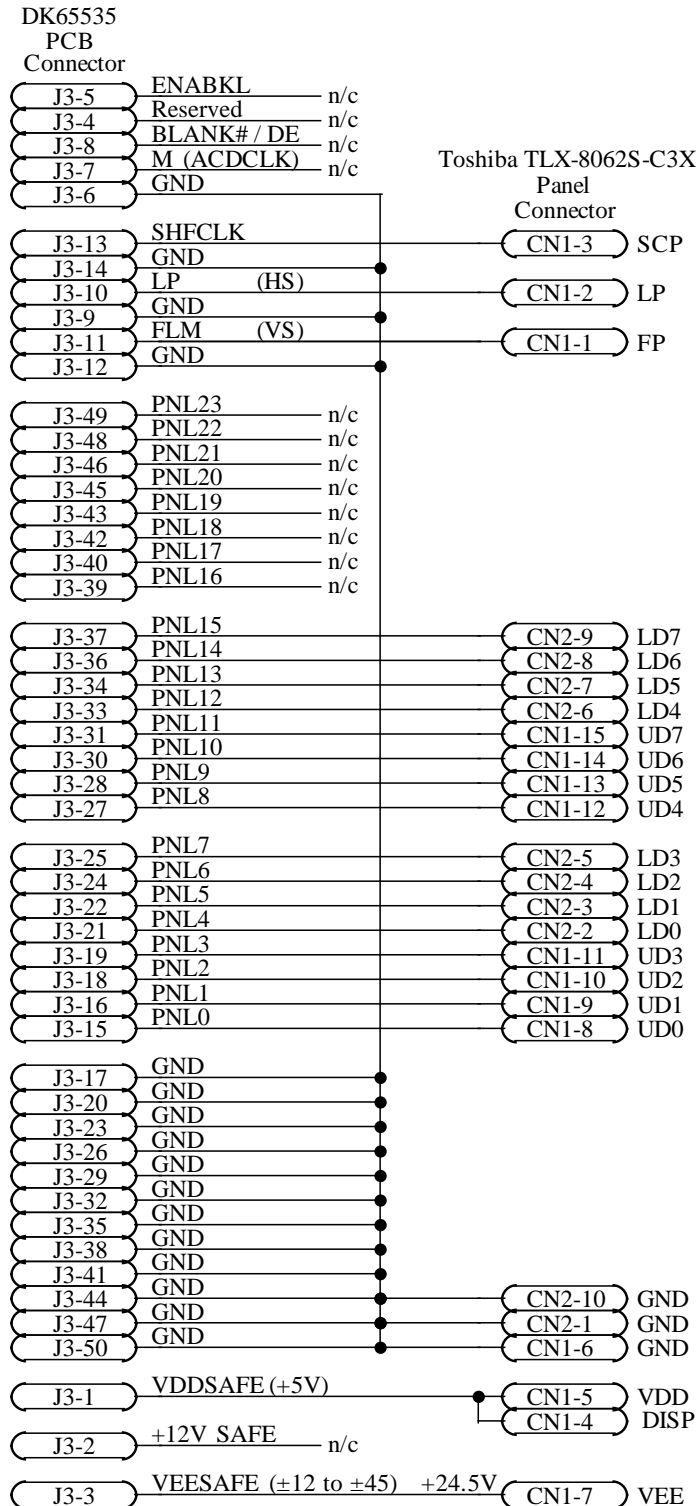 DK65535
PCB
Connector
J3-5 ENABKL n/c
J3-4 Reserved n/c
J3-8 BLANK# / DE n/c
J3-7 M (ACDCLK) n/c
J3-6 GND
Toshiba TLX-8062S-C3X
Panel
Connector
J3-13 SHFCLK CN1-3 SCP
J3-14 GND
J3-10 LP (HS) CN1-2 LP
J3-9 GND
J3-11 FLM (VS) CN1-1 FP
J3-12 GND
J3-49 PNL23 n/c
J3-48 PNL22 n/c
J3-46 PNL21 n/c
J3-45 PNL20 n/c
J3-43 PNL19 n/c
J3-42 PNL18 n/c
J3-40 PNL17 n/c
J3-39 PNL16 n/c
J3-37 PNL15 CN2-9 LD7
J3-36 PNL14 CN2-8 LD6
J3-34 PNL13 CN2-7 LD5
J3-33 PNL12 CN2-6 LD4
J3-31 PNL11 CN1-15 UD7
J3-30 PNL10 CN1-14 UD6
J3-28 PNL9 CN1-13 UD5
J3-27 PNL8 CN1-12 UD4
J3-25 PNL7 CN2-5 LD3
J3-24 PNL6 CN2-4 LD2
J3-22 PNL5 CN2-3 LD1
J3-21 PNL4 CN2-2 LD0
J3-19 PNL3 CN1-11 UD3
J3-18 PNL2 CN1-10 UD2
J3-16 PNL1 CN1-9 UD1
J3-15 PNL0 CN1-8 UD0
J3-17 GND
J3-20 GND
J3-23 GND
J3-26 GND
J3-29 GND
J3-32 GND
J3-35 GND
J3-38 GND
J3-41 GND
J3-44 GND CN2-10 GND
J3-47 GND CN2-1 GND
J3-50 GND CN1-6 GND
J3-1 VDDSAFE (+5V) CN1-5 VDD
CN1-4 DISP
J3-2 +12V SAFE n/c
J3-3 VEESAFE (±12 to ±45) +24.5V CN1-7 VEE